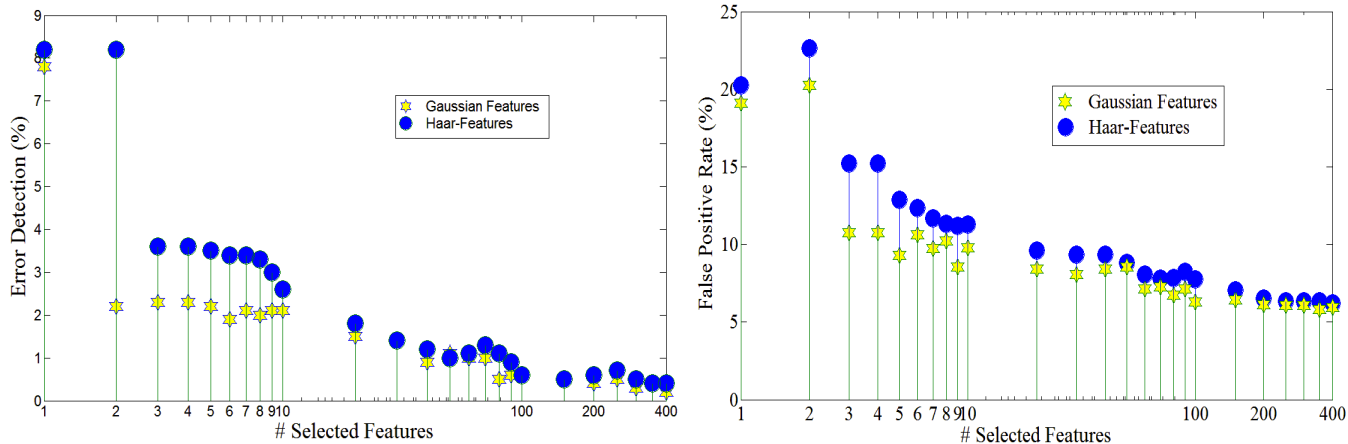 9
8
7
6
5
4
3
2
1
0
Error Detection (%)
Gaussian Features
Haar-Features
1 2 3 4 5 6 7 8 9 10 100 200 400
# Selected Features
25
20
15
10
5
0
False Positive Rate (%)
Gaussian Features
Haar-Features
1 2 3 4 5 6 7 8 9 10 100 200 400
# Selected Features